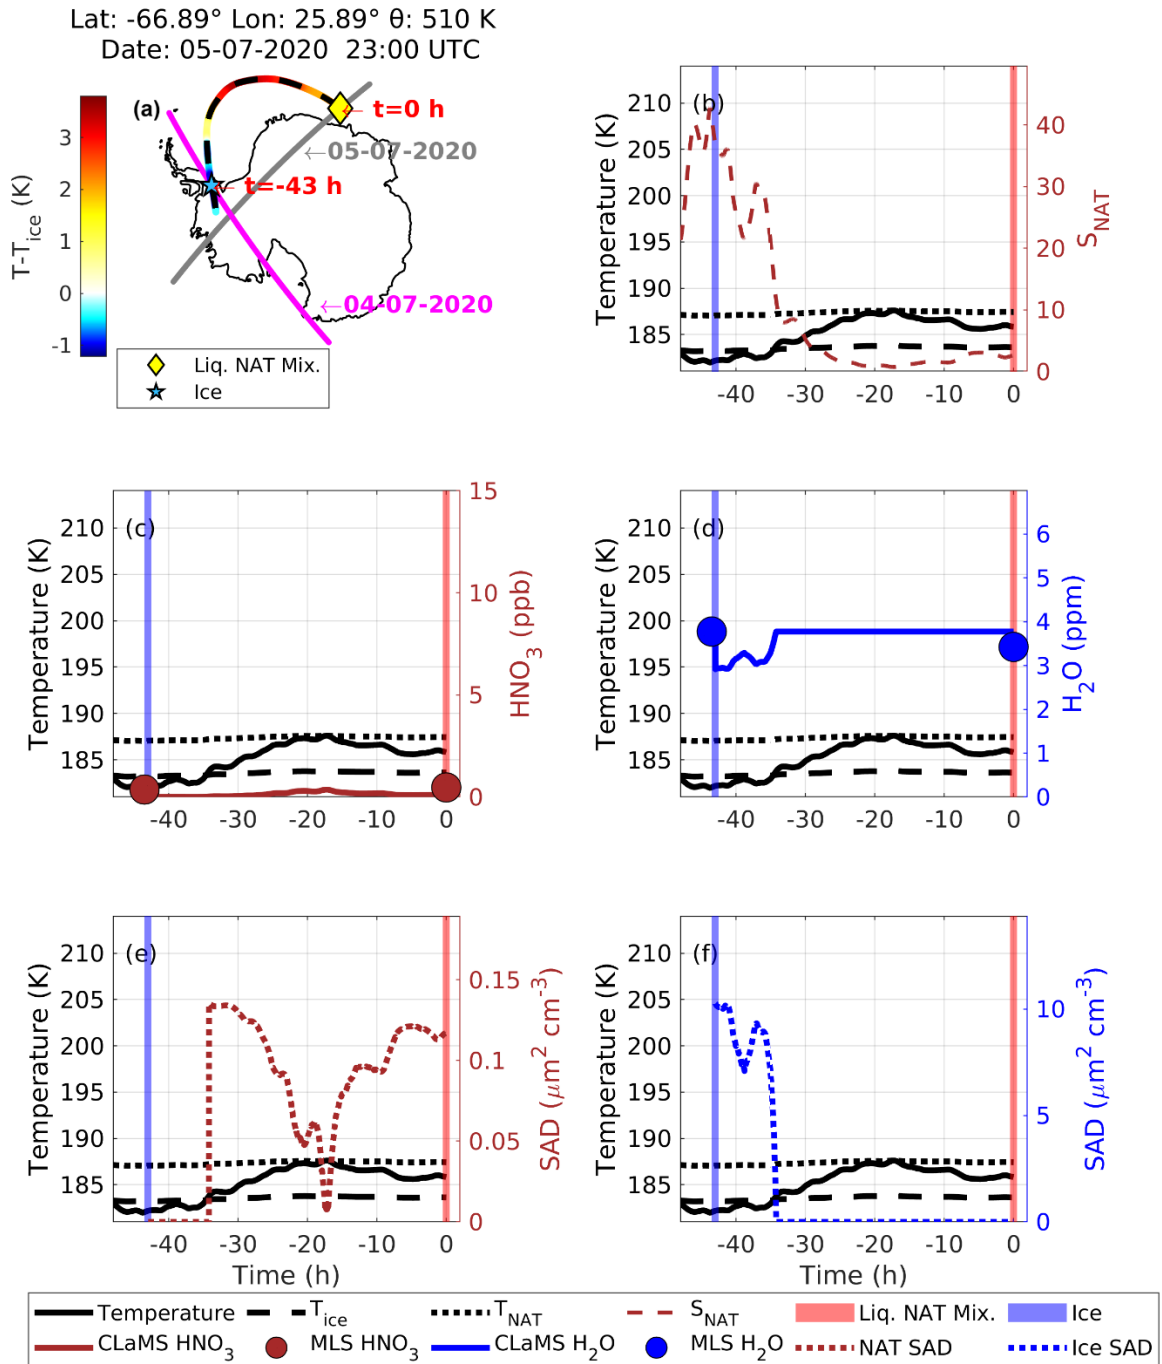 Lat: -66.89° Lon: 25.89° θ: 510 K
Date: 05-07-2020 23:00 UTC
(a)
←t=0 h
←05-07-2020
← t=-43 h
←04-07-2020
T-Tice (K)
3
2
1
0
-1
Liq. NAT Mix.
Ice
(b)
Temperature (K)
210
205
200
195
190
185
40
30
20
10
0
SNAT
-40 -30 -20 -10 0
(c)
Temperature (K)
210
205
200
195
190
185
15
10
5
0
HNO3 (ppb)
-40 -30 -20 -10 0
(d)
Temperature (K)
210
205
200
195
190
185
6
5
4
3
2
1
0
H2O (ppm)
-40 -30 -20 -10 0
(e)
Temperature (K)
210
205
200
195
190
185
0.15
0.1
0.05
0
SAD (μm² cm⁻³)
-40 -30 -20 -10 0
Time (h)
(f)
Temperature (K)
210
205
200
195
190
185
10
5
0
SAD (μm² cm⁻³)
-40 -30 -20 -10 0
Time (h)
Temperature Tice TNAT SNAT Liq. NAT Mix. Ice
CLaMS HNO3 MLS HNO3 CLaMS H2O MLS H2O NAT SAD Ice SAD